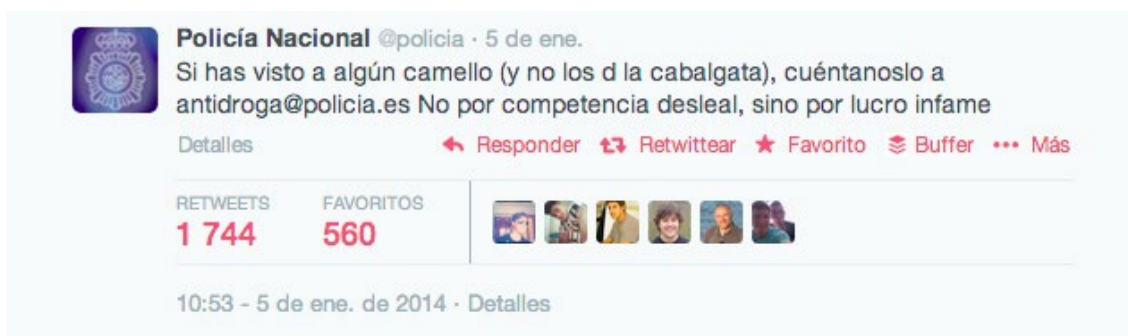 Policía Nacional @policia · 5 de ene.
Si has visto a algún camello (y no los d la cabalgata), cuéntanoslo a
antidroga@policia.es No por competencia desleal, sino por lucro infame
Detalles Responder Retwittear Favorito Buffer Más
RETWEETS FAVORITOS
1 744 560
10:53 - 5 de ene. de 2014 · Detalles